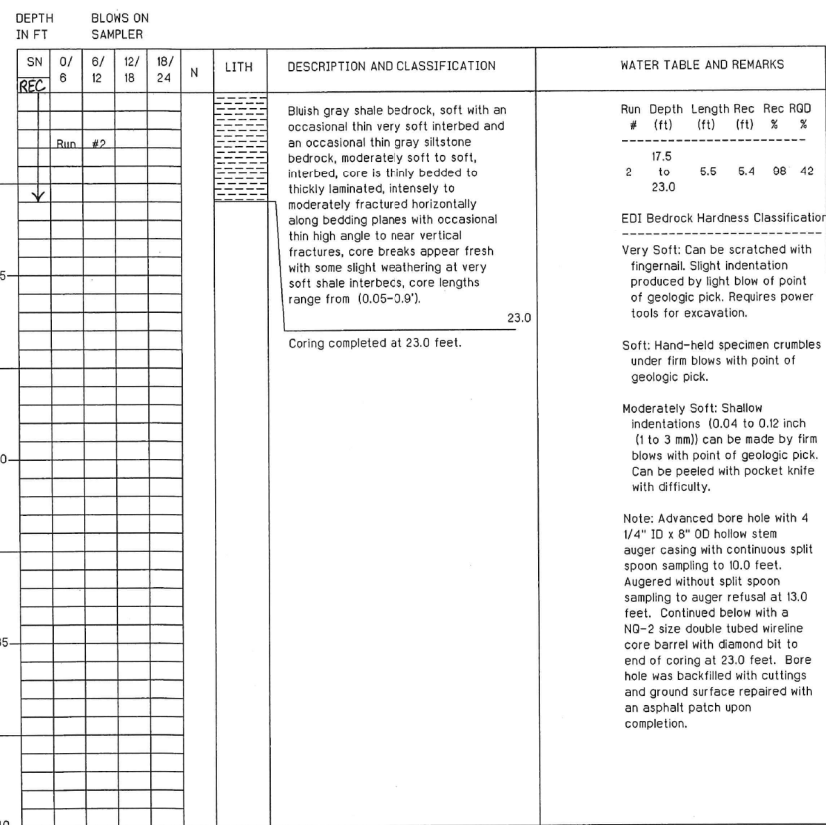 DEPTH
IN FT
BLOWS ON
SAMPLER
SN
REC
0/
6
6/
12
12/
18
18/
24
N
LITH
DESCRIPTION AND CLASSIFICATION
WATER TABLE AND REMARKS
Run #2
Bluish gray shale bedrock, soft with an
occasional thin very soft interbed and
an occasional thin gray siltstone
bedrock, moderately soft to soft,
interbed, core is thinly bedded to
thickly laminated, intensely to
moderately fractured horizontally
along bedding planes with occasional
thin high angle to near vertical
fractures, core breaks appear fresh
with some slight weathering at very
soft shale interbecs, core lengths
range from (0.05-0.9').
23.0
Coring completed at 23.0 feet.
Run Depth Length Rec Rec RQD
# (ft) (ft) (ft) % %
17.5
2 to 5.5 5.4 98 42
23.0
EDI Bedrock Hardness Classification
Very Soft: Can be scratched with
fingernail. Slight indentation
produced by light blow of point
of geologic pick. Requires power
tools for excavation.
Soft: Hand-held specimen crumbles
under firm blows with point of
geologic pick.
Moderately Soft: Shallow
indentations (0.04 to 0.12 inch
(1 to 3 mm)) can be made by firm
blows with point of geologic pick.
Can be peeled with pocket knife
with difficulty.
Note: Advanced bore hole with 4
1/4" ID x 8" OD hollow stem
auger casing with continuous split
spoon sampling to 10.0 feet.
Augered without split spoon
sampling to auger refusal at 13.0
feet. Continued below with a
NQ-2 size double tubed wireline
core barrel with diamond bit to
end of coring at 23.0 feet. Bore
hole was backfilled with cuttings
and ground surface repaired with
an asphalt patch upon
completion.